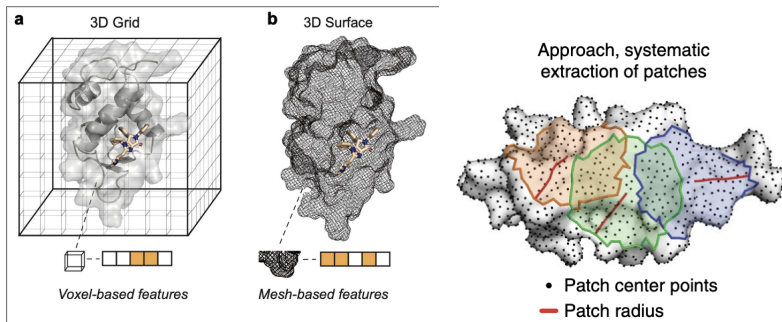 a
3D Grid
Voxel-based features
b
3D Surface
Mesh-based features
Approach, systematic
extraction of patches
Patch center points
Patch radius